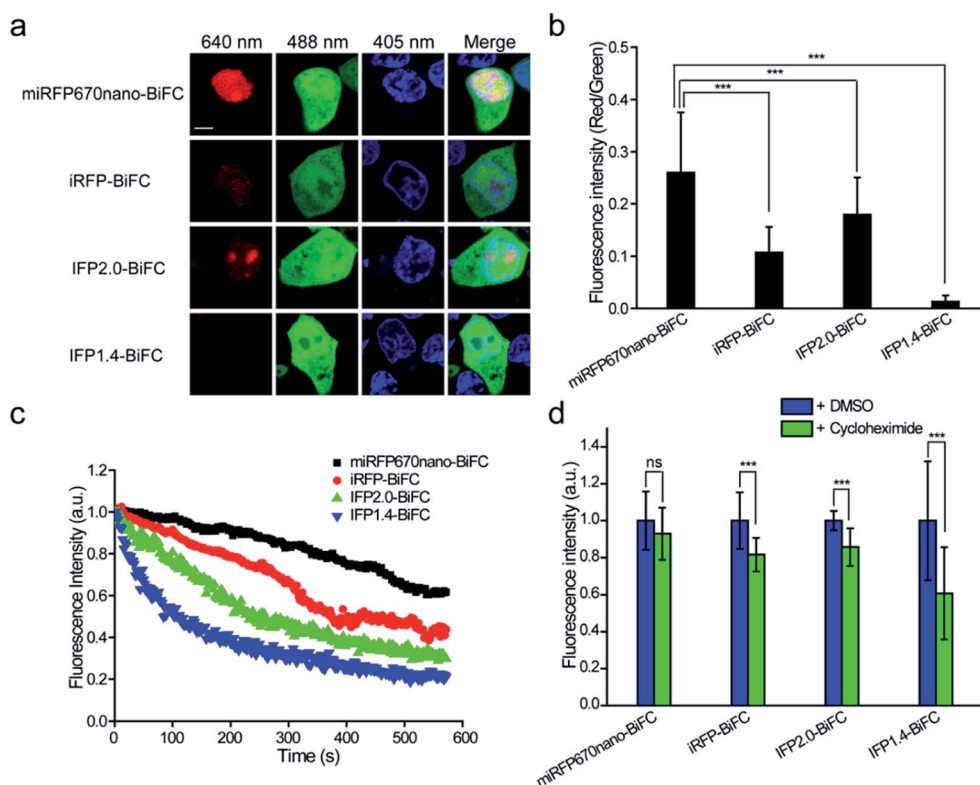 a
640 nm 488 nm 405 nm Merge
miRFP670nano-BiFC
iRFP-BiFC
IFP2.0-BiFC
IFP1.4-BiFC
b
Fluorescence intensity (Red/Green)
0.5
0.4
0.3
0.2
0.1
0.0
***
***
***
miRFP670nano-BiFC
iRFP-BiFC
IFP2.0-BiFC
IFP1.4-BiFC
c
Fluorescence Intensity (a.u.)
1.2
1.0
0.8
0.6
0.4
0.2
0.0
miRFP670nano-BiFC
iRFP-BiFC
IFP2.0-BiFC
IFP1.4-BiFC
0 100 200 300 400 500 600
Time (s)
d
+ DMSO
+ Cycloheximide
Fluorescence intensity (a.u.)
1.4
1.2
1.0
0.8
0.6
0.4
0.2
0.0
ns
***
***
***
miRFP670nano-BiFC
iRFP-BiFC
IFP2.0-BiFC
IFP1.4-BiFC